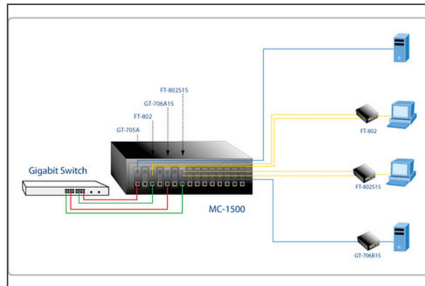 FT-802S15
GT-706A15
FT-802
GT-705A
Gigabit Switch
MC-1500
FT-802
FT-802S15
GT-706B15